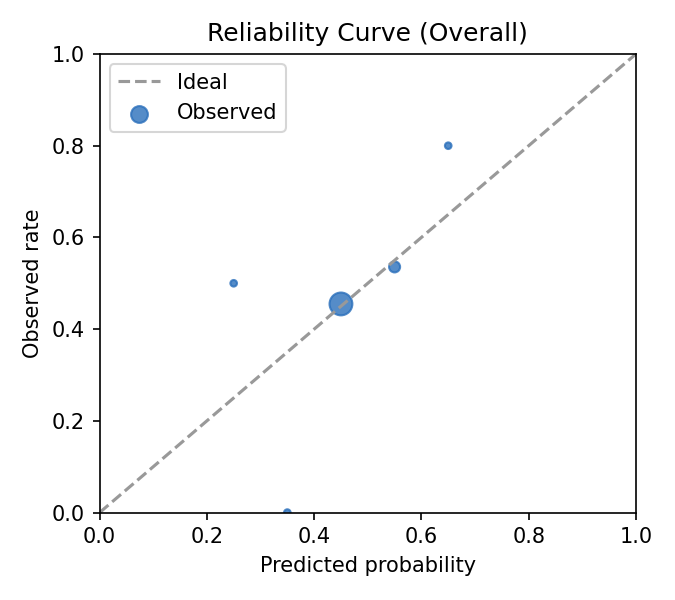 Reliability Curve (Overall)
Ideal
Observed
Observed rate
1.0
0.8
0.6
0.4
0.2
0.0
0.0 0.2 0.4 0.6 0.8 1.0
Predicted probability